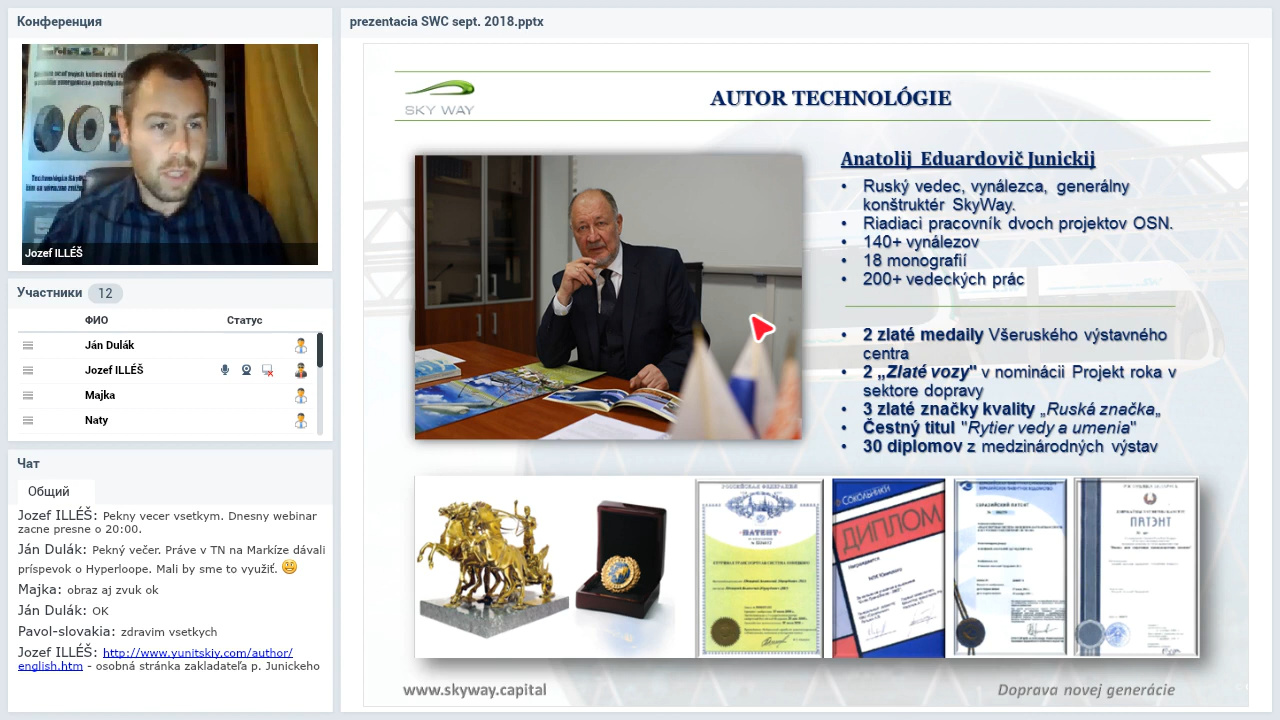 Конференция
Jozef ILLÉŠ
Участники 12
ФИО Статус
Ján Dulák
Jozef ILLÉŠ
Majka
Naty
Чат
Общий
Jozef ILLÉŠ: Pekny vecer vsetkym. Dnesny webinar
zacne presne o 20:00.
Ján Dulák: Pekný večer. Práve v TN na Markíze dávali
príspevok o Hyperloope. Mali by sme to využiť.
Majka: teraz aj zvuk ok
Ján Dulák: OK
zdravím vsetkych
Jozef ILLÉŠ: http://www.yunitskiy.com/author/
english.htm - osobná stránka zakladateľa p. Junickeho
prezentacia SWC sept. 2018.pptx
SKY WAY
AUTOR TECHNOLÓGIE
Anatolij Eduardovič Junickij
• Ruský vedec, vynálezca, generálny
konštruktér SkyWay.
• Riadiaci pracovník dvoch projektov OSN.
• 140+ vynálezov
• 18 monografií
• 200+ vedeckých prác
• 2 zlaté medaily Všeruského výstavného
centra
• 2 „Zlaté vozy" v nominácii Projekt roka v
sektore dopravy
• 3 zlaté značky kvality „Ruská značka„
• Čestný titul "Rytier vedy a umenia"
• 30 diplomov z medzinárodných výstav
ПАТЕНТ
СОКОЛЬНИКИ
ДИПЛОМ
ПАТЭНТ
www.skyway.capital
Doprava novej generácie